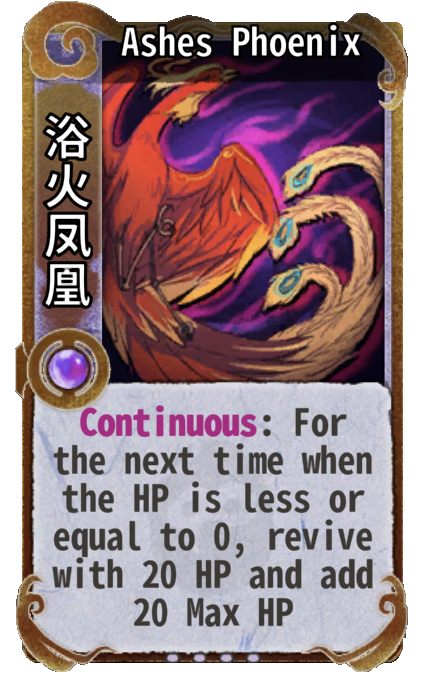 Ashes Phoenix
浴火凤凰
Continuous: For
the next time when
the HP is less or
equal to 0, revive
with 20 HP and add
20 Max HP